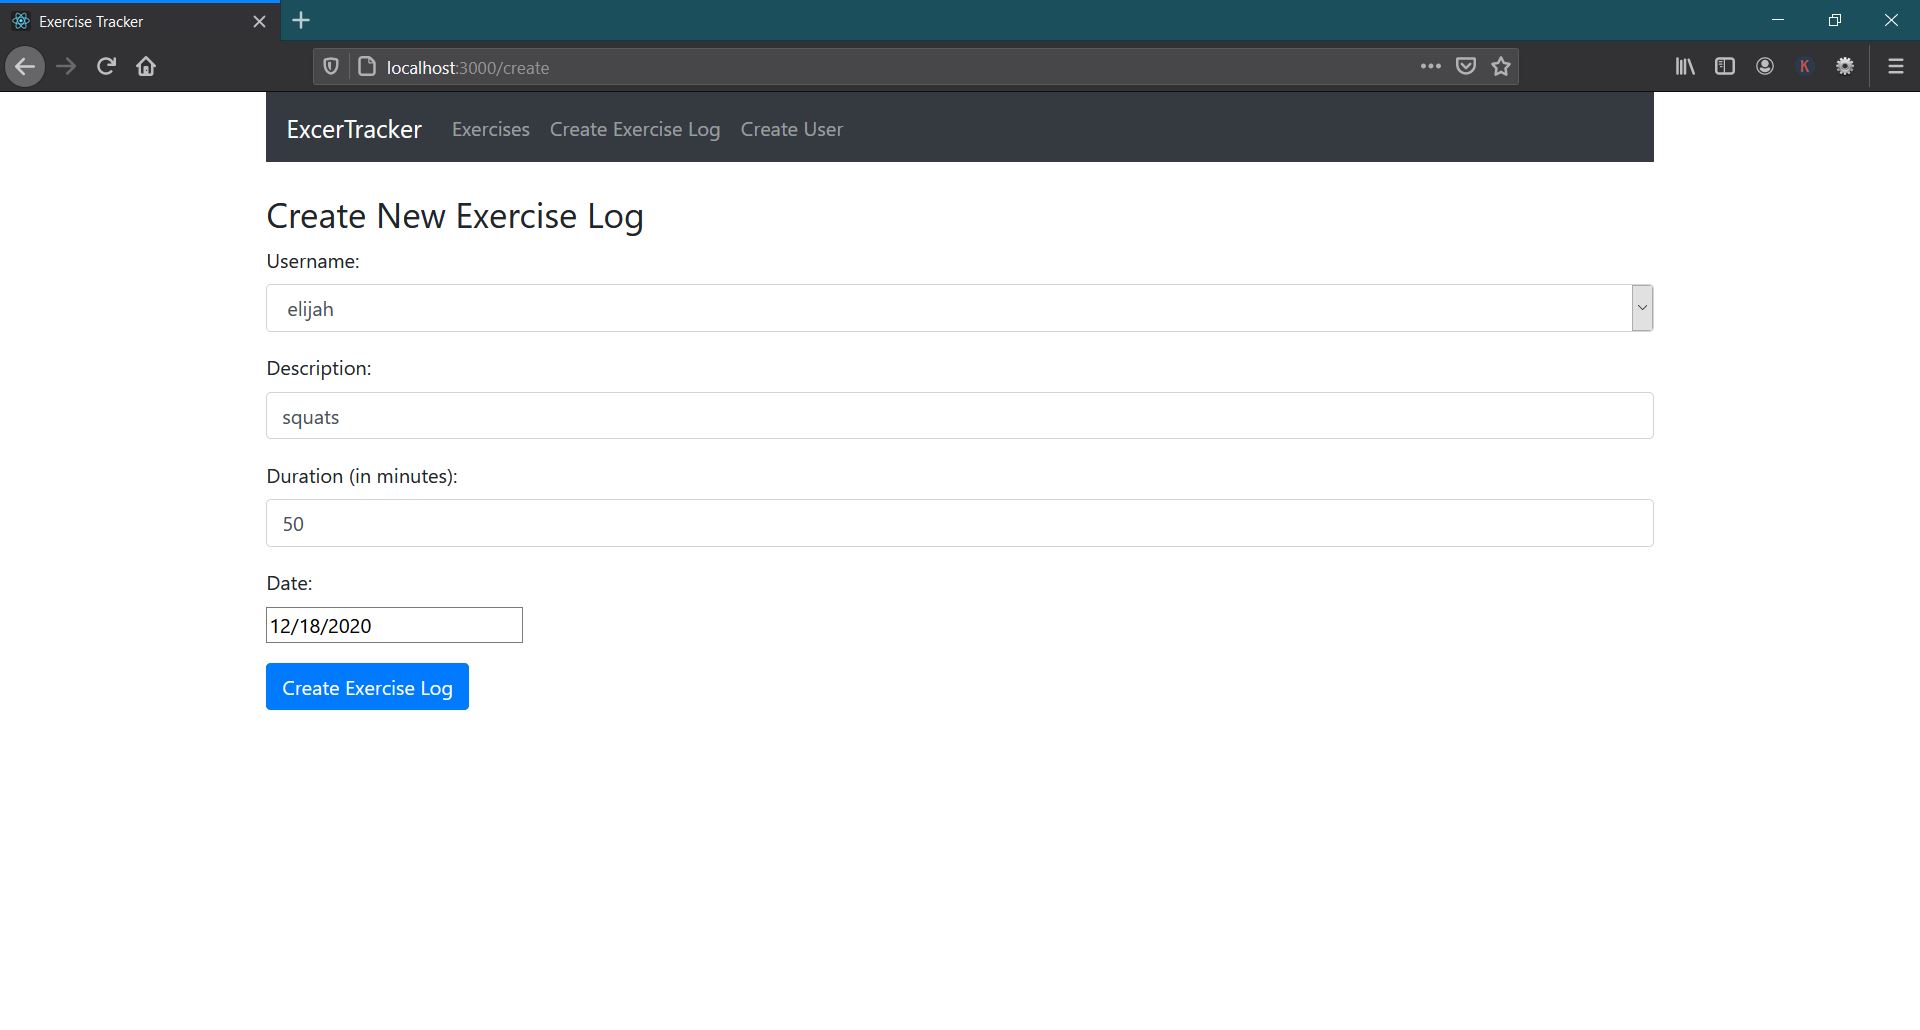 Exercise Tracker
localhost:3000/create
K
ExcerTracker Exercises Create Exercise Log Create User
Create New Exercise Log
Username:
elijah
Description:
squats
Duration (in minutes):
50
Date:
12/18/2020
Create Exercise Log